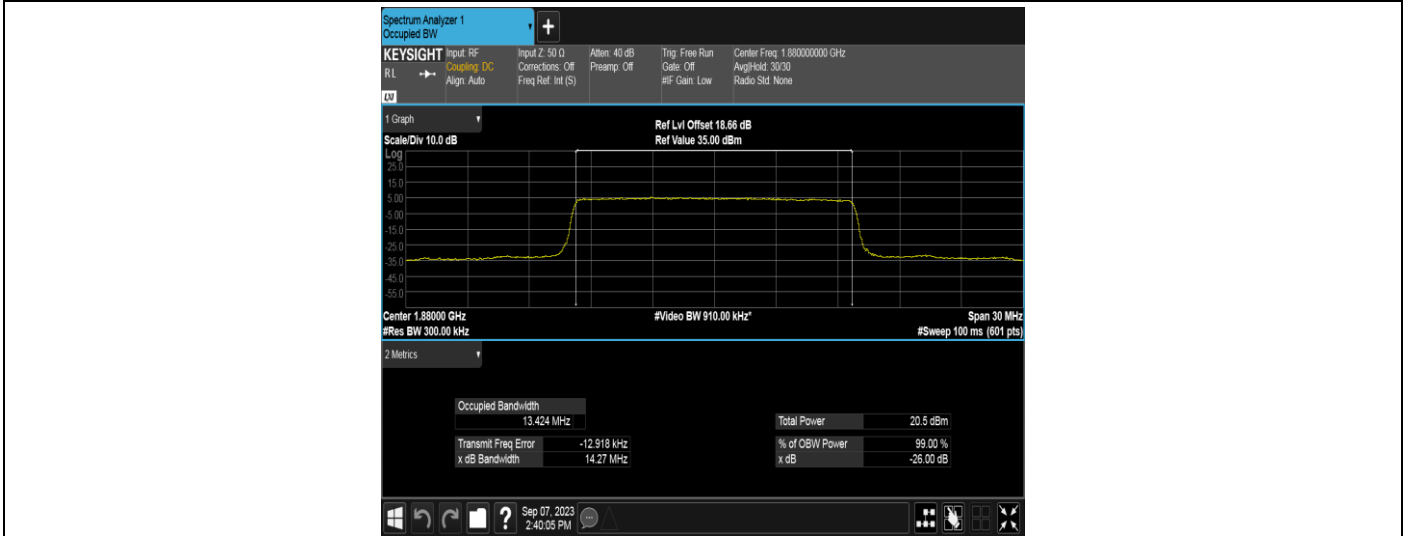 Spectrum Analyzer 1
Occupied BW
+
KEYSIGHT Input: RF Input Z: 50 Ω Atten: 40 dB Trig: Free Run Center Freq: 1.880000000 GHz
RL Coupling: DC Corrections: Off Preamp: Off Gate: Off Avg|Hold: 30/30
Align: Auto Freq Ref: Int (S) #IF Gain: Low Radio Std: None
LXI
1 Graph Ref Lvl Offset 18.66 dB
Scale/Div 10.0 dB Ref Value 35.00 dBm
Log
25.0
15.0
5.00
-5.00
-15.0
-25.0
-35.0
-45.0
-55.0
Center 1.88000 GHz #Video BW 910.00 kHz* Span 30 MHz
#Res BW 300.00 kHz #Sweep 100 ms (601 pts)
2 Metrics
Occupied Bandwidth
13.424 MHz Total Power 20.5 dBm
Transmit Freq Error -12.918 kHz % of OBW Power 99.00 %
x dB Bandwidth 14.27 MHz x dB -26.00 dB
? Sep 07, 2023
2:40:05 PM